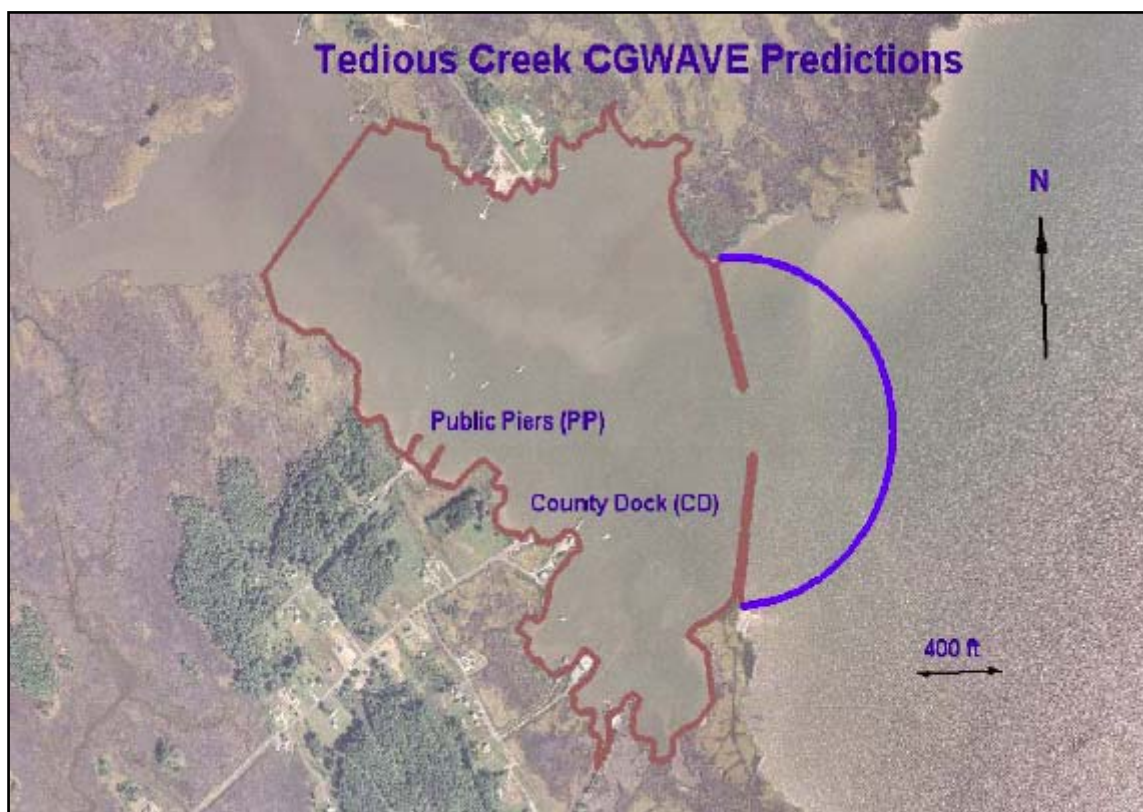 Tedious Creek CGWAVE Predictions
N
Public Piers (PP)
County Dock (CD)
400 ft